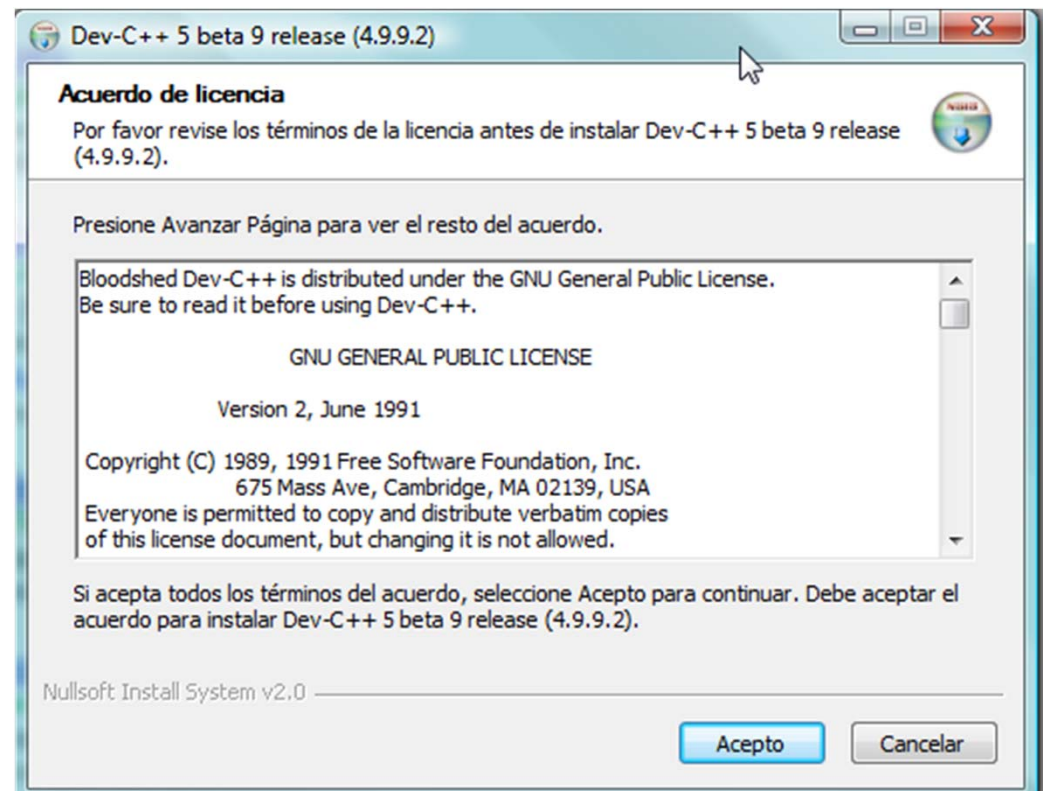 Dev-C++ 5 beta 9 release (4.9.9.2)
Acuerdo de licencia
Por favor revise los términos de la licencia antes de instalar Dev-C++ 5 beta 9 release
(4.9.9.2).
NSIS
Presione Avanzar Página para ver el resto del acuerdo.
Bloodshed Dev-C++ is distributed under the GNU General Public License.
Be sure to read it before using Dev-C++.
GNU GENERAL PUBLIC LICENSE
Version 2, June 1991
Copyright (C) 1989, 1991 Free Software Foundation, Inc.
675 Mass Ave, Cambridge, MA 02139, USA
Everyone is permitted to copy and distribute verbatim copies
of this license document, but changing it is not allowed.
Si acepta todos los términos del acuerdo, seleccione Acepto para continuar. Debe aceptar el
acuerdo para instalar Dev-C++ 5 beta 9 release (4.9.9.2).
Nullsoft Install System v2.0
Acepto
Cancelar